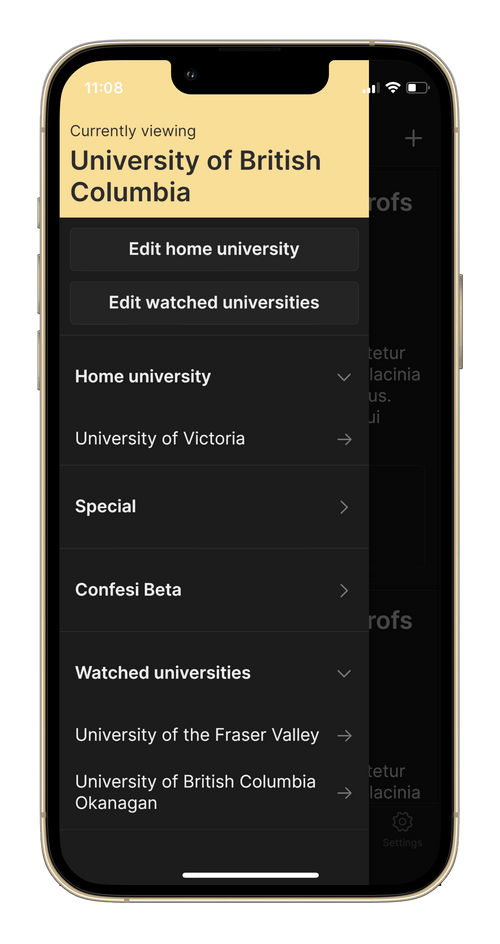 11:08
Currently viewing
University of British
Columbia
Edit home university
Edit watched universities
Home university
University of Victoria
Special
Confesi Beta
Watched universities
University of the Fraser Valley
University of British Columbia
Okanagan
rofs
tetur
lacinia
us.
ui
rofs
tetur
lacinia
Settings